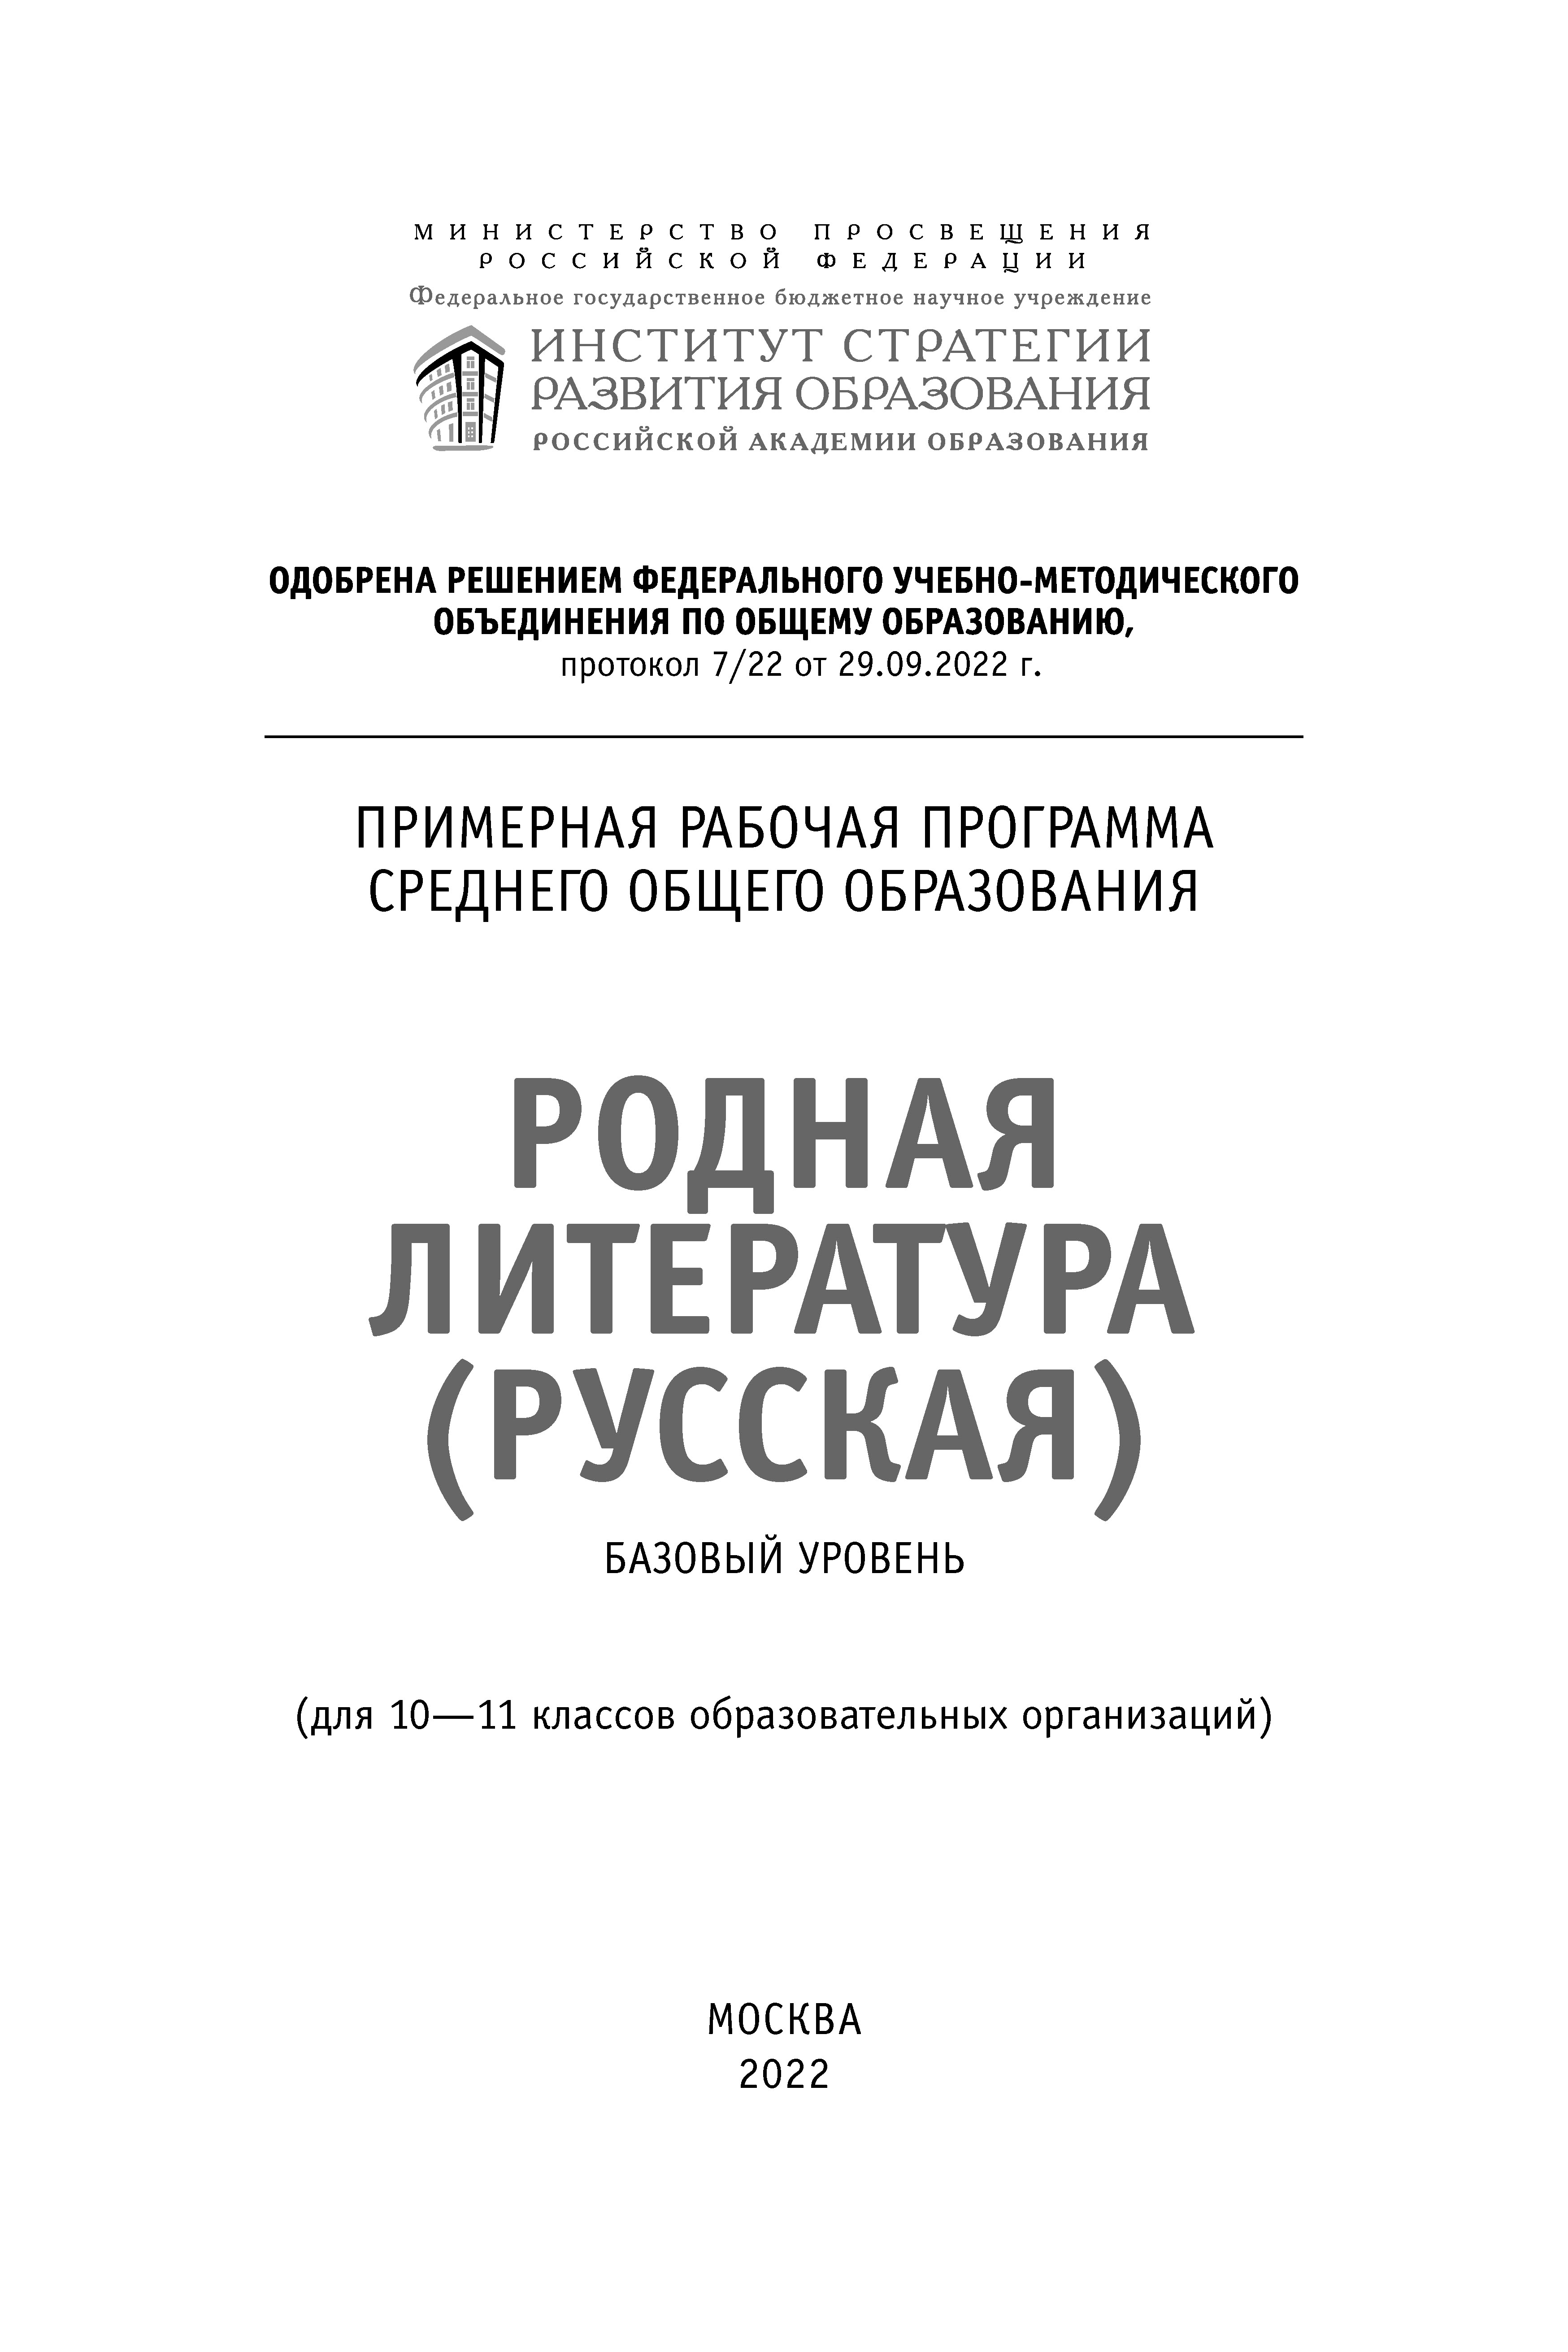 МИНИСТЕРСТВО ПРОСВЕЩЕНИЯ
РОССИЙСКОЙ ФЕДЕРАЦИИ
Федеральное государственное бюджетное научное учреждение
ИНСТИТУТ СТРАТЕГИИ
РАЗВИТИЯ ОБРАЗОВАНИЯ
РОССИЙСКОЙ АКАДЕМИИ ОБРАЗОВАНИЯ
ОДОБРЕНА РЕШЕНИЕМ ФЕДЕРАЛЬНОГО УЧЕБНО-МЕТОДИЧЕСКОГО
ОБЪЕДИНЕНИЯ ПО ОБЩЕМУ ОБРАЗОВАНИЮ,
протокол 7/22 от 29.09.2022 г.
ПРИМЕРНАЯ РАБОЧАЯ ПРОГРАММА
СРЕДНЕГО ОБЩЕГО ОБРАЗОВАНИЯ
РОДНАЯ
ЛИТЕРАТУРА
(РУССКАЯ)
БАЗОВЫЙ УРОВЕНЬ
(для 10—11 классов образовательных организаций)
МОСКВА
2022